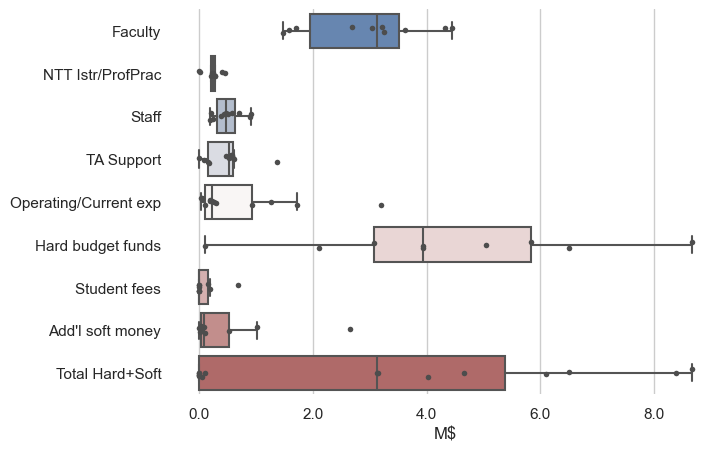 Faculty
NTT Istr/ProfPrac
Staff
TA Support
Operating/Current exp
Hard budget funds
Student fees
Add'l soft money
Total Hard+Soft
0.0 2.0 4.0 6.0 8.0
M$